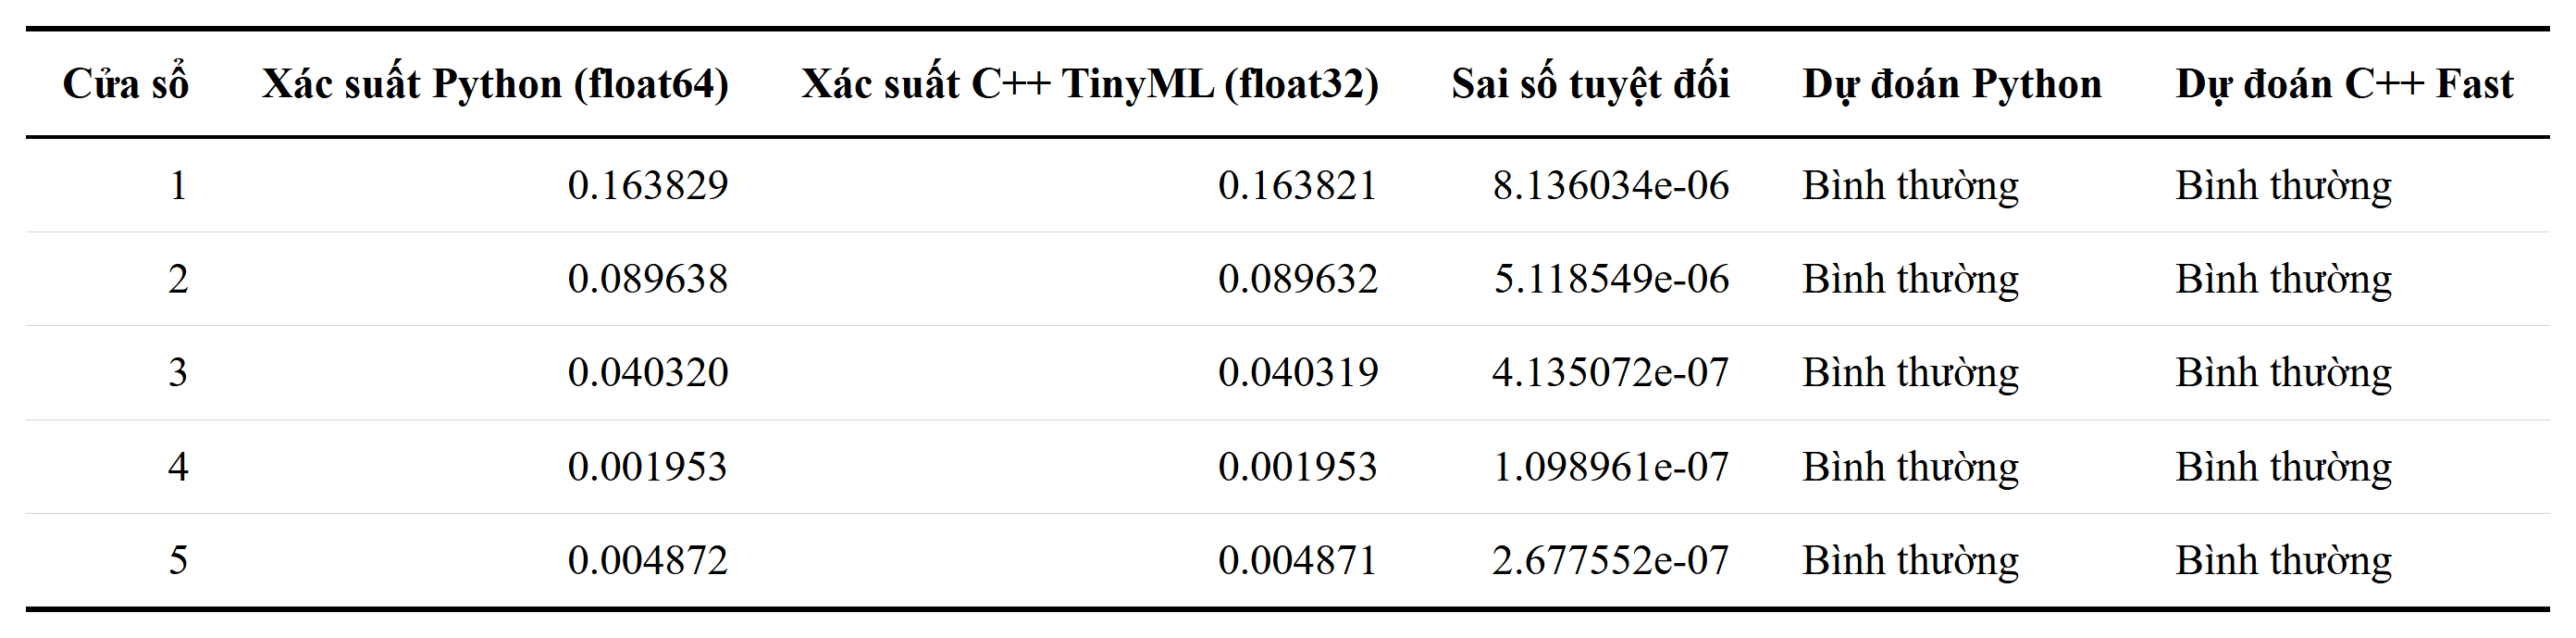 Cửa sổ Xác suất Python (float64) Xác suất C++ TinyML (float32) Sai số tuyệt đối Dự đoán Python Dự đoán C++ Fast
1 0.163829 0.163821 8.136034e-06 Bình thường Bình thường
2 0.089638 0.089632 5.118549e-06 Bình thường Bình thường
3 0.040320 0.040319 4.135072e-07 Bình thường Bình thường
4 0.001953 0.001953 1.098961e-07 Bình thường Bình thường
5 0.004872 0.004871 2.677552e-07 Bình thường Bình thường